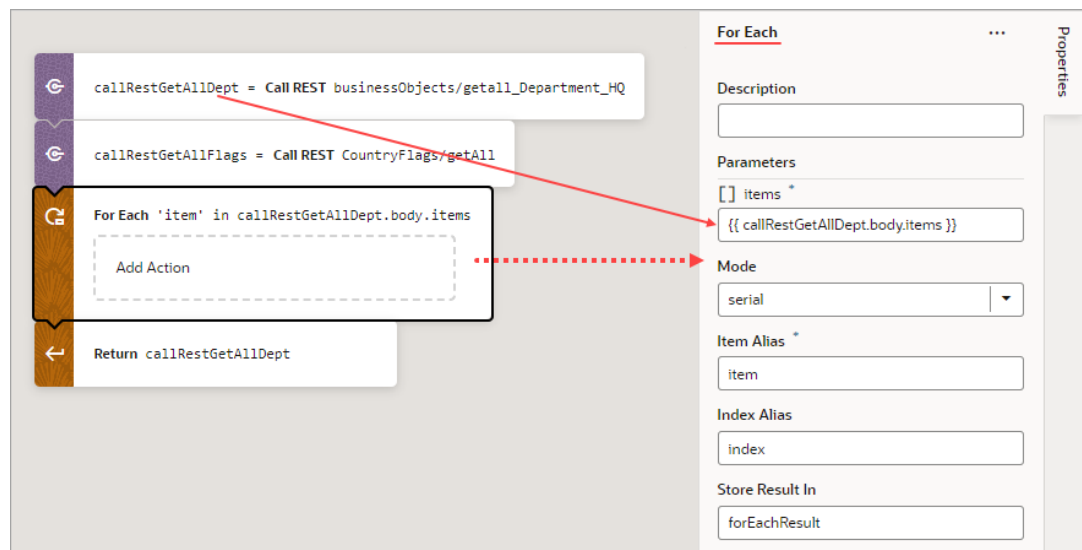 callRestGetAllDept = Call REST businessObjects/getall_Department_HQ
callRestGetAllFlags = Call REST CountryFlags/getAll
For Each 'item' in callRestGetAllDept.body.items
Add Action
Return callRestGetAllDept
For Each
...
Description
Parameters
[] items *
{{ callRestGetAllDept.body.items }}
Mode
serial
Item Alias *
item
Index Alias
index
Store Result In
forEachResult
Properties